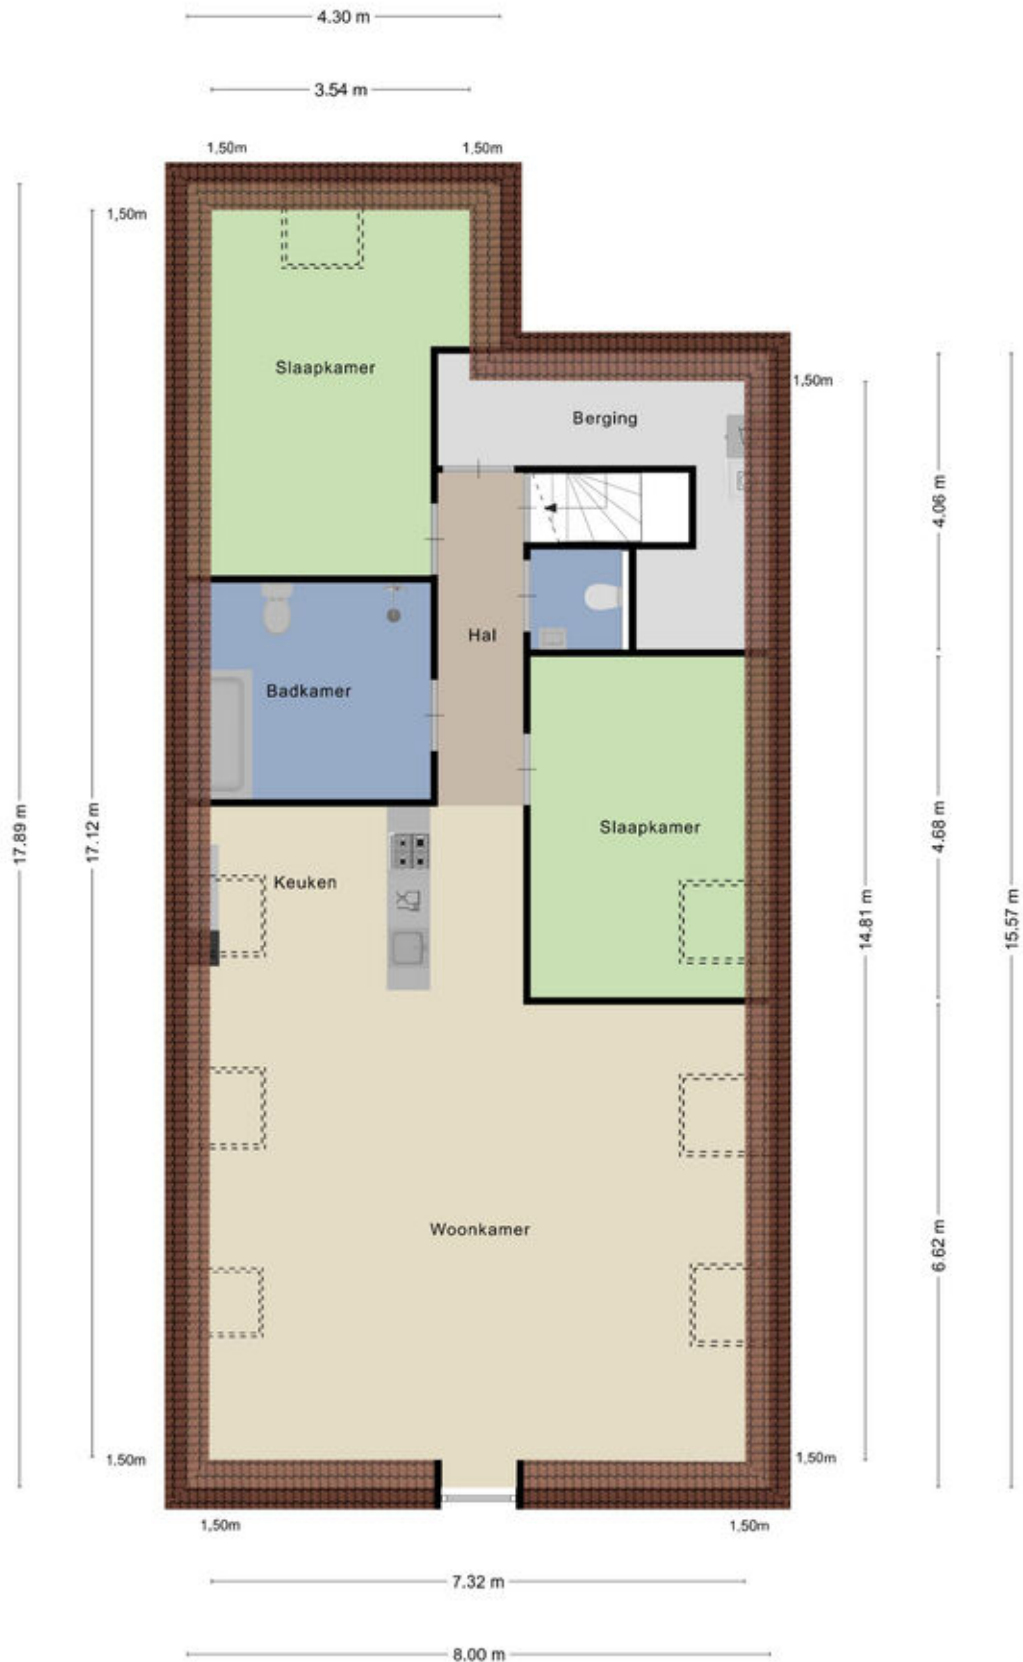 4.30 m
3.54 m
1,50m
1,50m
1,50m
Slaapkamer
1,50m
Berging
4.06 m
Hal
Badkamer
Slaapkamer
17.89 m
17.12 m
4.68 m
Keuken
14.81 m
15.57 m
Woonkamer
6.62 m
1,50m
1,50m
1,50m
1,50m
7.32 m
8.00 m